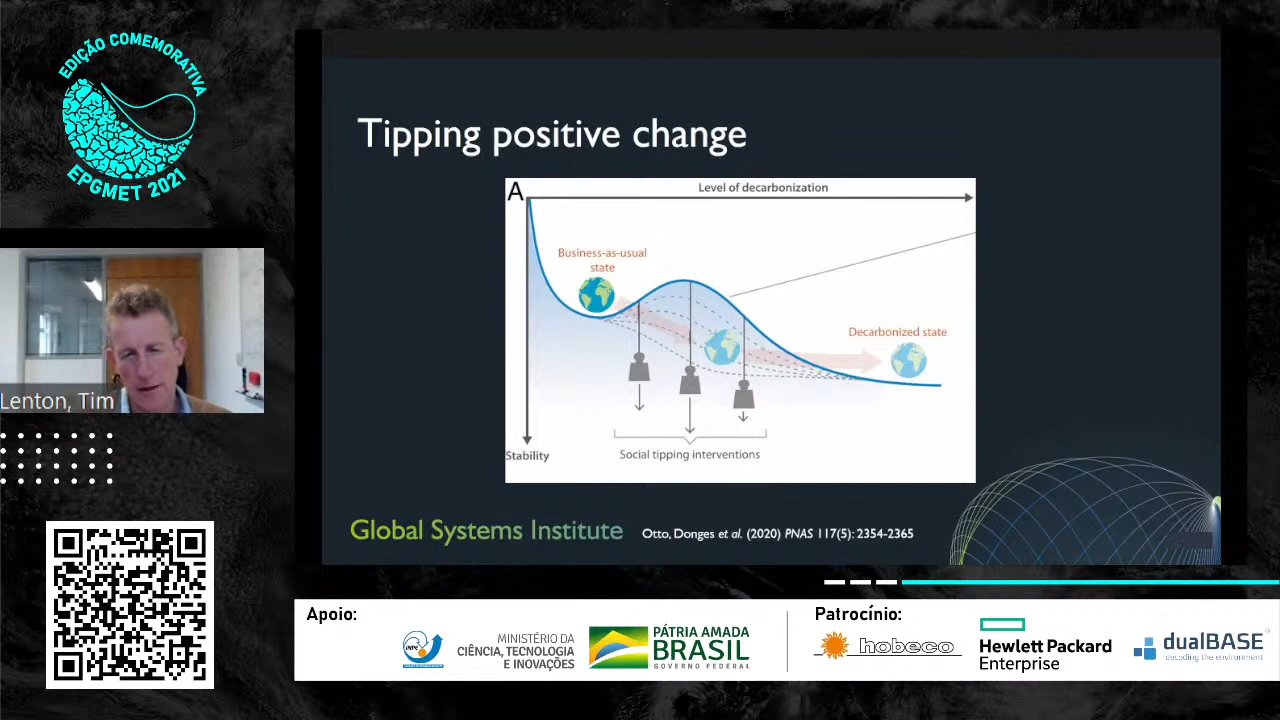 EDIÇÃO COMEMORATIVA
EPGMET 2021
Tipping positive change
A
Level of decarbonization
Business-as-usual
state
Decarbonized state
Stability
Social tipping interventions
Lenton, Tim
Global Systems Institute
Otto, Donges et al. (2020) PNAS 117(5): 2354-2365
Apoio:
INPE
MINISTÉRIO DA
CIÊNCIA, TECNOLOGIA
E INOVAÇÕES
PÁTRIA AMADA
BRASIL
GOVERNO FEDERAL
Patrocínio:
hobeco
Hewlett Packard
Enterprise
dualBASE
decoding the environment